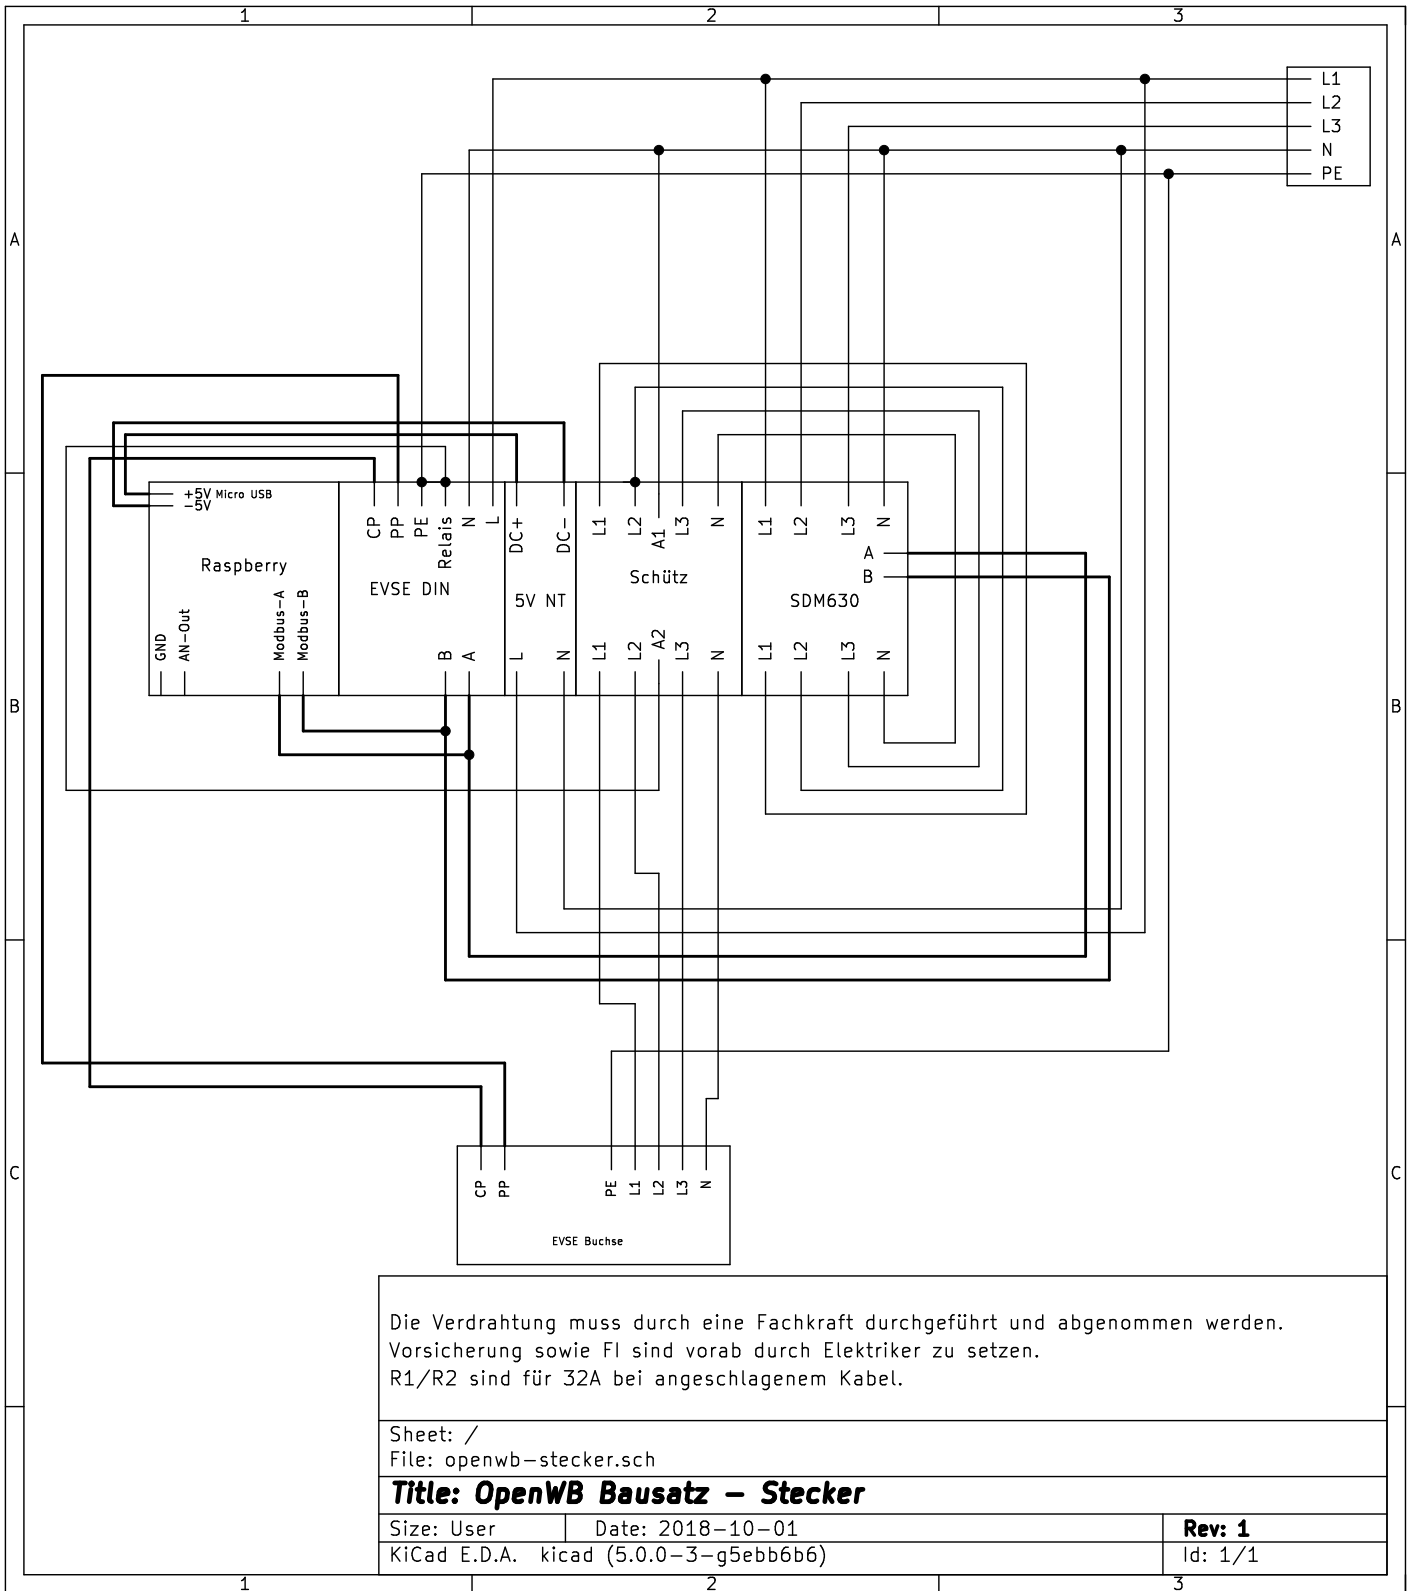 1 2 3
L1
L2
L3
N
PE
A A
+5V Micro USB
-5V
CP PP PE Relais N L DC+ DC- L1 L2 A1 L3 N L1 L2 L3 N
A
B
Raspberry EVSE DIN 5V NT Schütz SDM630
GND AN-Out Modbus-A Modbus-B B A L N L1 L2 A2 L3 N L1 L2 L3 N
B B
C C
CP PP PE L1 L2 L3 N
EVSE Buchse
Die Verdrahtung muss durch eine Fachkraft durchgeführt und abgenommen werden.
Vorsicherung sowie FI sind vorab durch Elektriker zu setzen.
R1/R2 sind für 32A bei angeschlagenem Kabel.
Sheet: /
File: openwb-stecker.sch
Title: OpenWB Bausatz - Stecker
Size: User Date: 2018-10-01 Rev: 1
KiCad E.D.A. kicad (5.0.0-3-g5ebb6b6) Id: 1/1
1 2 3